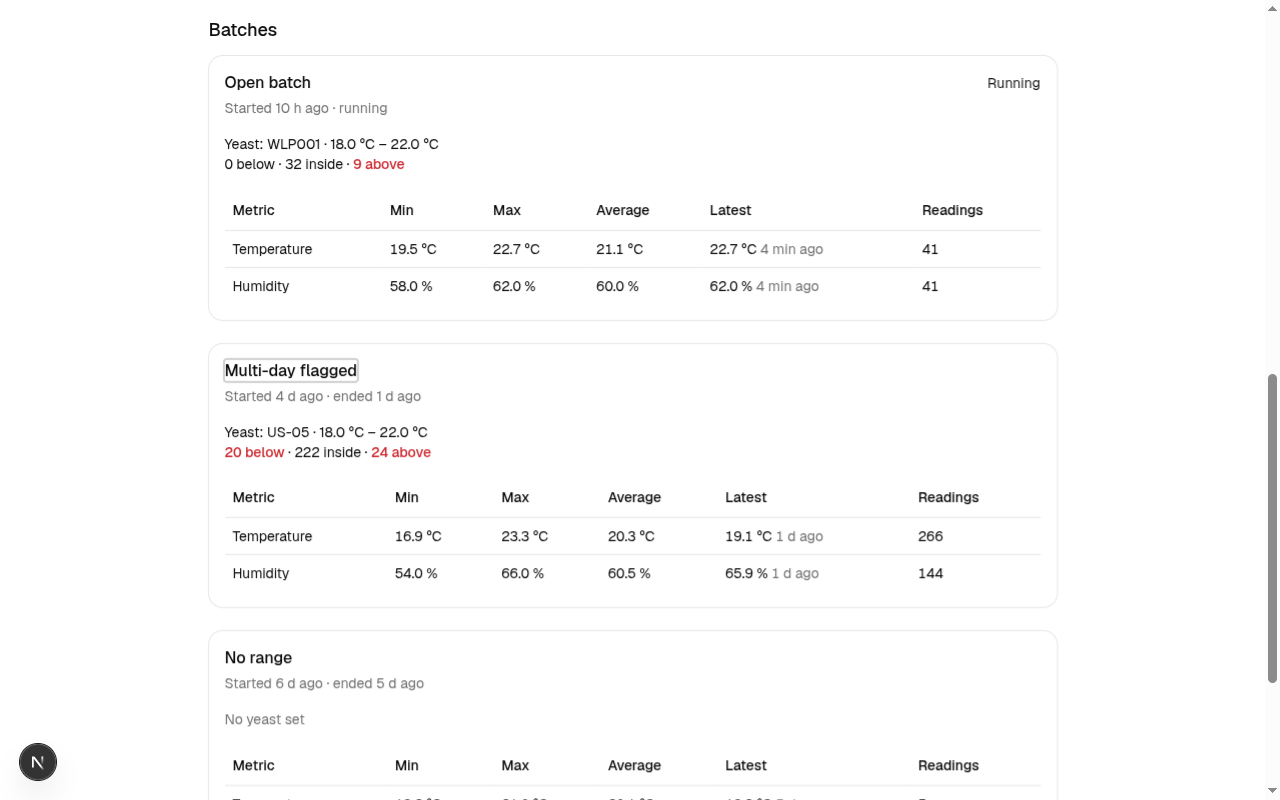 Batches
Open batch Running
Started 10 h ago · running
Yeast: WLP001 · 18.0 °C – 22.0 °C
0 below · 32 inside · 9 above
Metric Min Max Average Latest Readings
Temperature 19.5 °C 22.7 °C 21.1 °C 22.7 °C 4 min ago 41
Humidity 58.0 % 62.0 % 60.0 % 62.0 % 4 min ago 41
Multi-day flagged
Started 4 d ago · ended 1 d ago
Yeast: US-05 · 18.0 °C – 22.0 °C
20 below · 222 inside · 24 above
Metric Min Max Average Latest Readings
Temperature 16.9 °C 23.3 °C 20.3 °C 19.1 °C 1 d ago 266
Humidity 54.0 % 66.0 % 60.5 % 65.9 % 1 d ago 144
No range
Started 6 d ago · ended 5 d ago
No yeast set
N
Metric Min Max Average Latest Readings